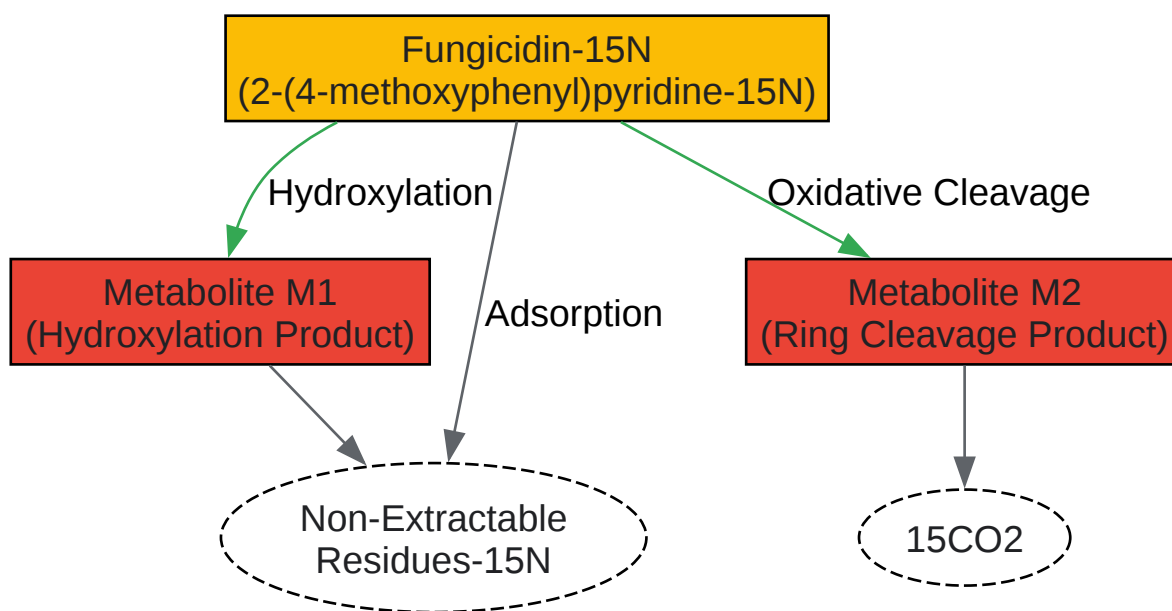 Fungicidin-15N
(2-(4-methoxyphenyl)pyridine-15N)
Hydroxylation
Oxidative Cleavage
Metabolite M1
(Hydroxylation Product)
Adsorption
Metabolite M2
(Ring Cleavage Product)
Non-Extractable
Residues-15N
15CO2